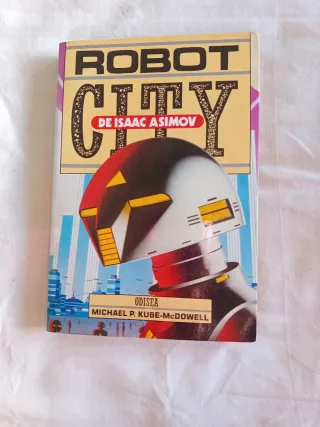 ROBOT
CITY
DE ISAAC ASIMOV
ODISEA
MICHAEL P. KUBE-McDOWELL